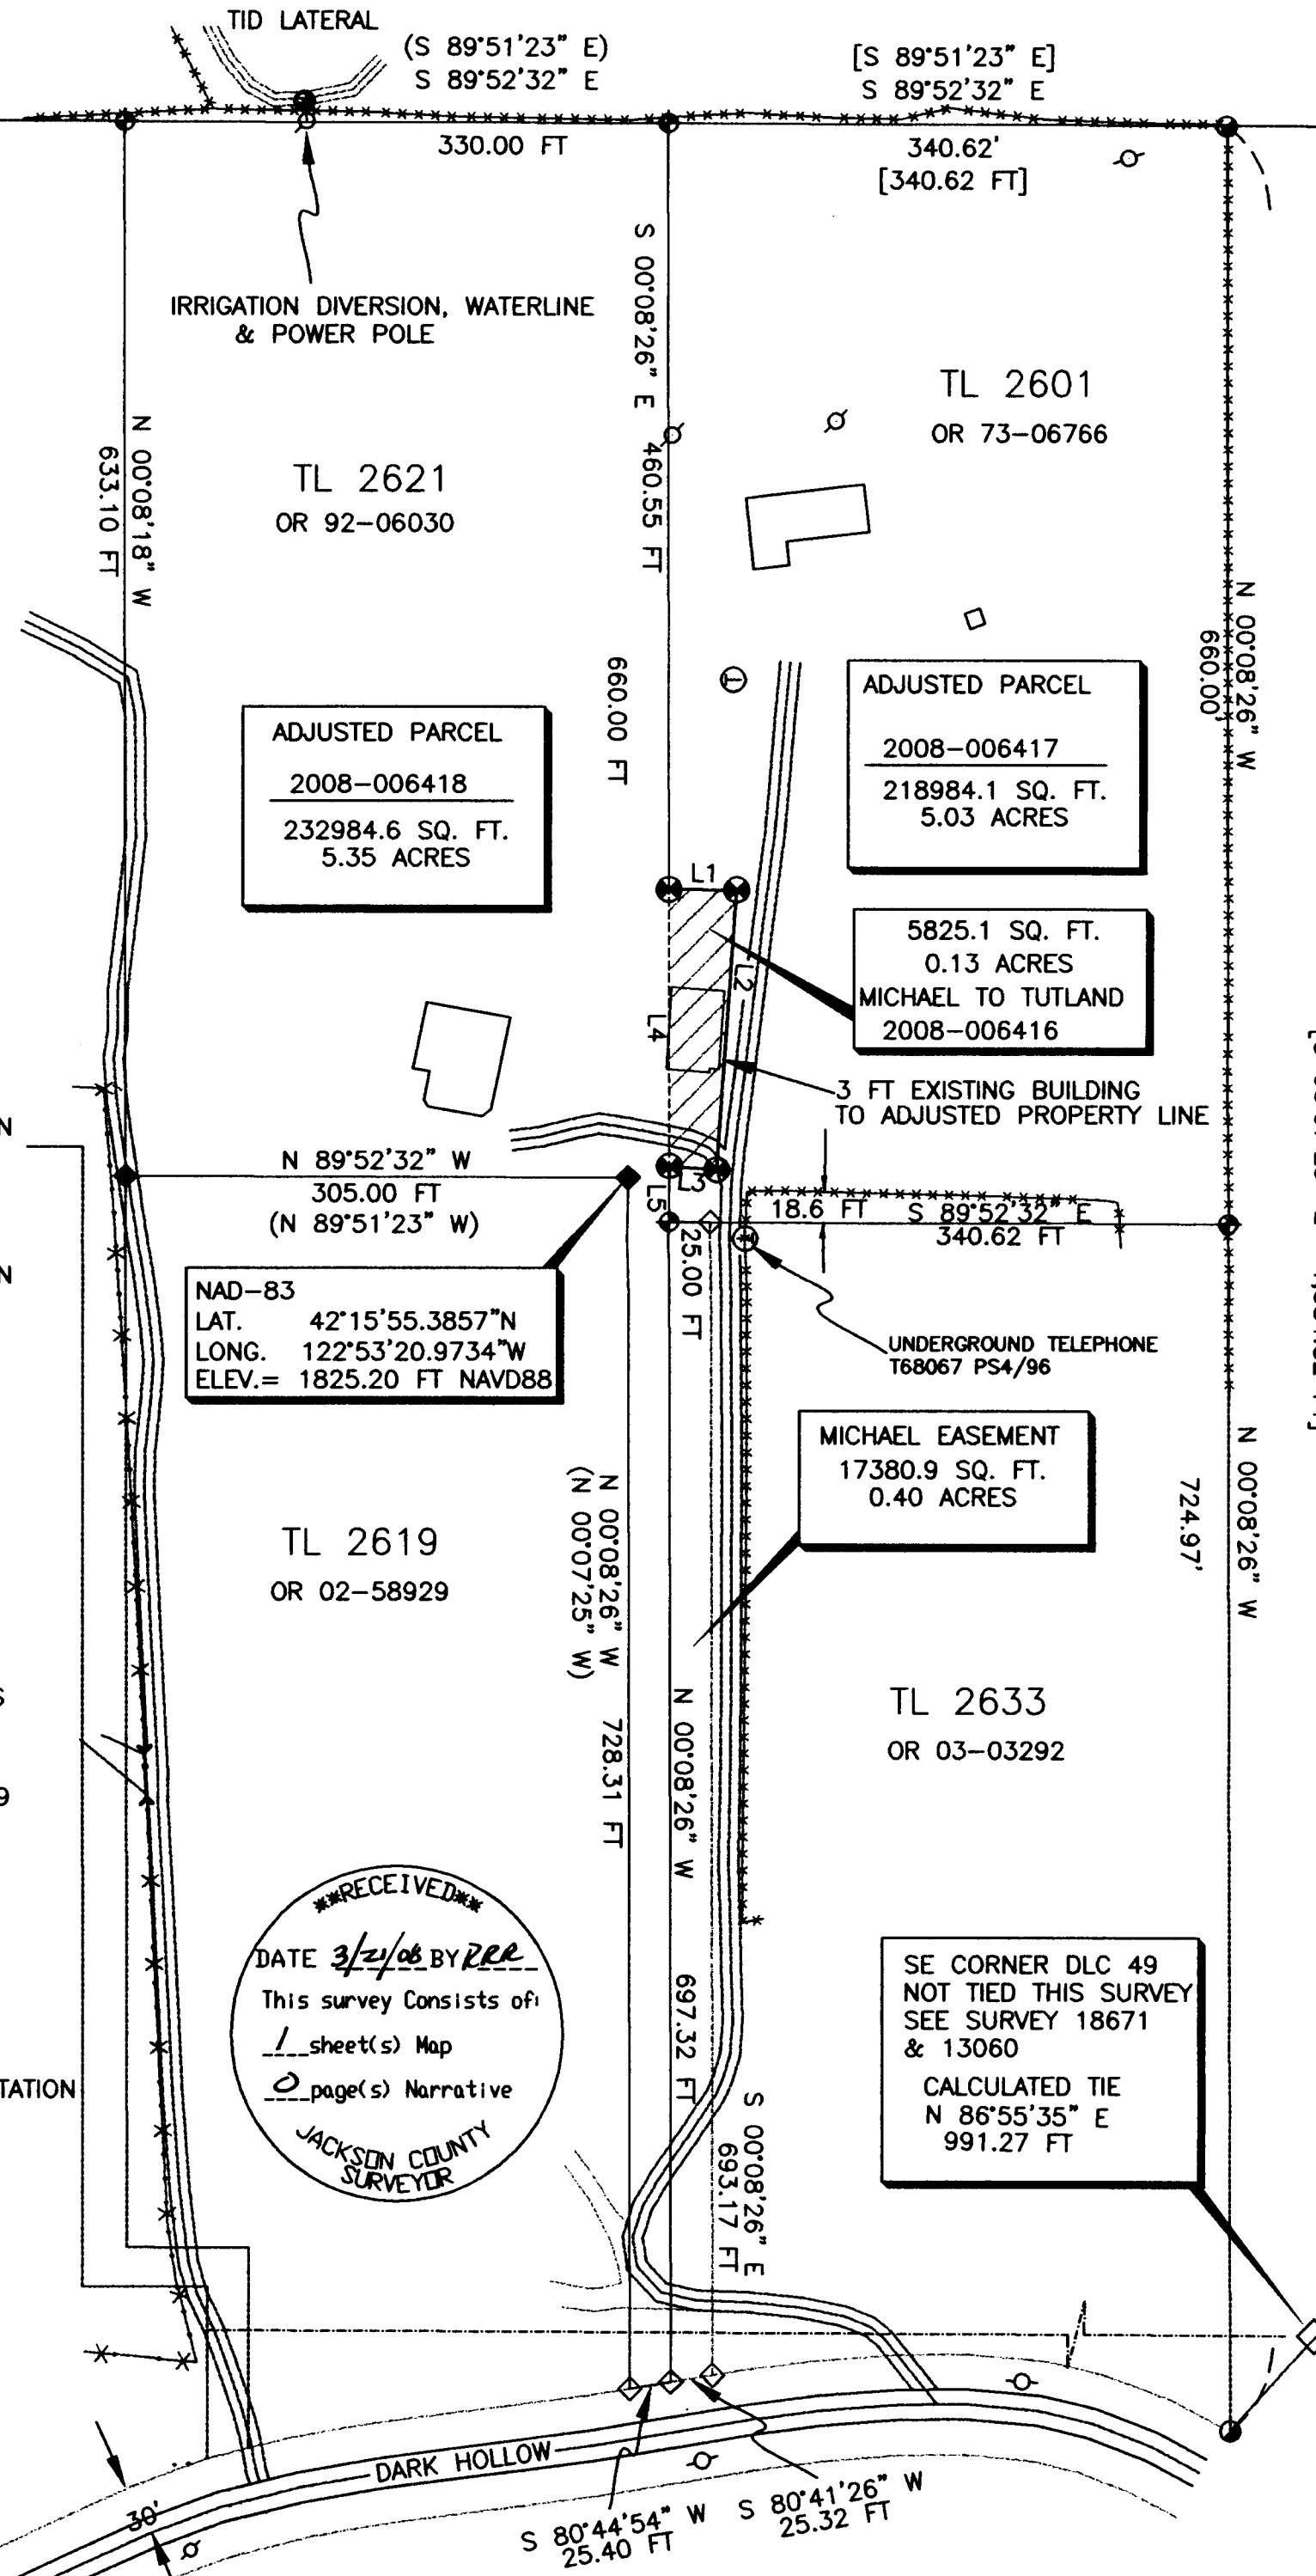 TID LATERAL
(S 89°51'23" E)
S 89°52'32" E
[S 89°51'23" E]
S 89°52'32" E
330.00 FT
340.62'
[340.62 FT]
IRRIGATION DIVERSION, WATERLINE
& POWER POLE
S 00°08'26" E 460.55 FT
TL 2601
OR 73-06766
N 00°08'18" W
633.10 FT
TL 2621
OR 92-06030
N 00°08'26" W
660.00'
660.00 FT
ADJUSTED PARCEL
2008-006418
232984.6 SQ. FT.
5.35 ACRES
ADJUSTED PARCEL
2008-006417
218984.1 SQ. FT.
5.03 ACRES
L1
L2
L4
5825.1 SQ. FT.
0.13 ACRES
MICHAEL TO TUTLAND
2008-006416
3 FT EXISTING BUILDING
TO ADJUSTED PROPERTY LINE
N
N 89°52'32" W
305.00 FT
(N 89°51'23" W)
L3
L5
18.6 FT
S 89°52'32" E
340.62 FT
25.00 FT
N
NAD-83
LAT. 42°15'55.3857"N
LONG. 122°53'20.9734"W
ELEV.= 1825.20 FT NAVD88
UNDERGROUND TELEPHONE
T68067 PS4/96
MICHAEL EASEMENT
17380.9 SQ. FT.
0.40 ACRES
N 00°08'26" W
724.97'
TL 2619
OR 02-58929
N 00°08'26" W 728.31 FT
(N 00°07'25" W)
N 00°08'26" W 697.32 FT
TL 2633
OR 03-03292
S
9
**RECEIVED**
DATE 3/21/08 BY RRR
This survey Consists of:
1 sheet(s) Map
0 page(s) Narrative
JACKSON COUNTY
SURVEYOR
TATION
S 00°08'26" E
693.17 FT
SE CORNER DLC 49
NOT TIED THIS SURVEY
SEE SURVEY 18671
& 13060
CALCULATED TIE
N 86°55'35" E
991.27 FT
DARK HOLLOW
30'
S 80°44'54" W
25.40 FT
S 80°41'26" W
25.32 FT